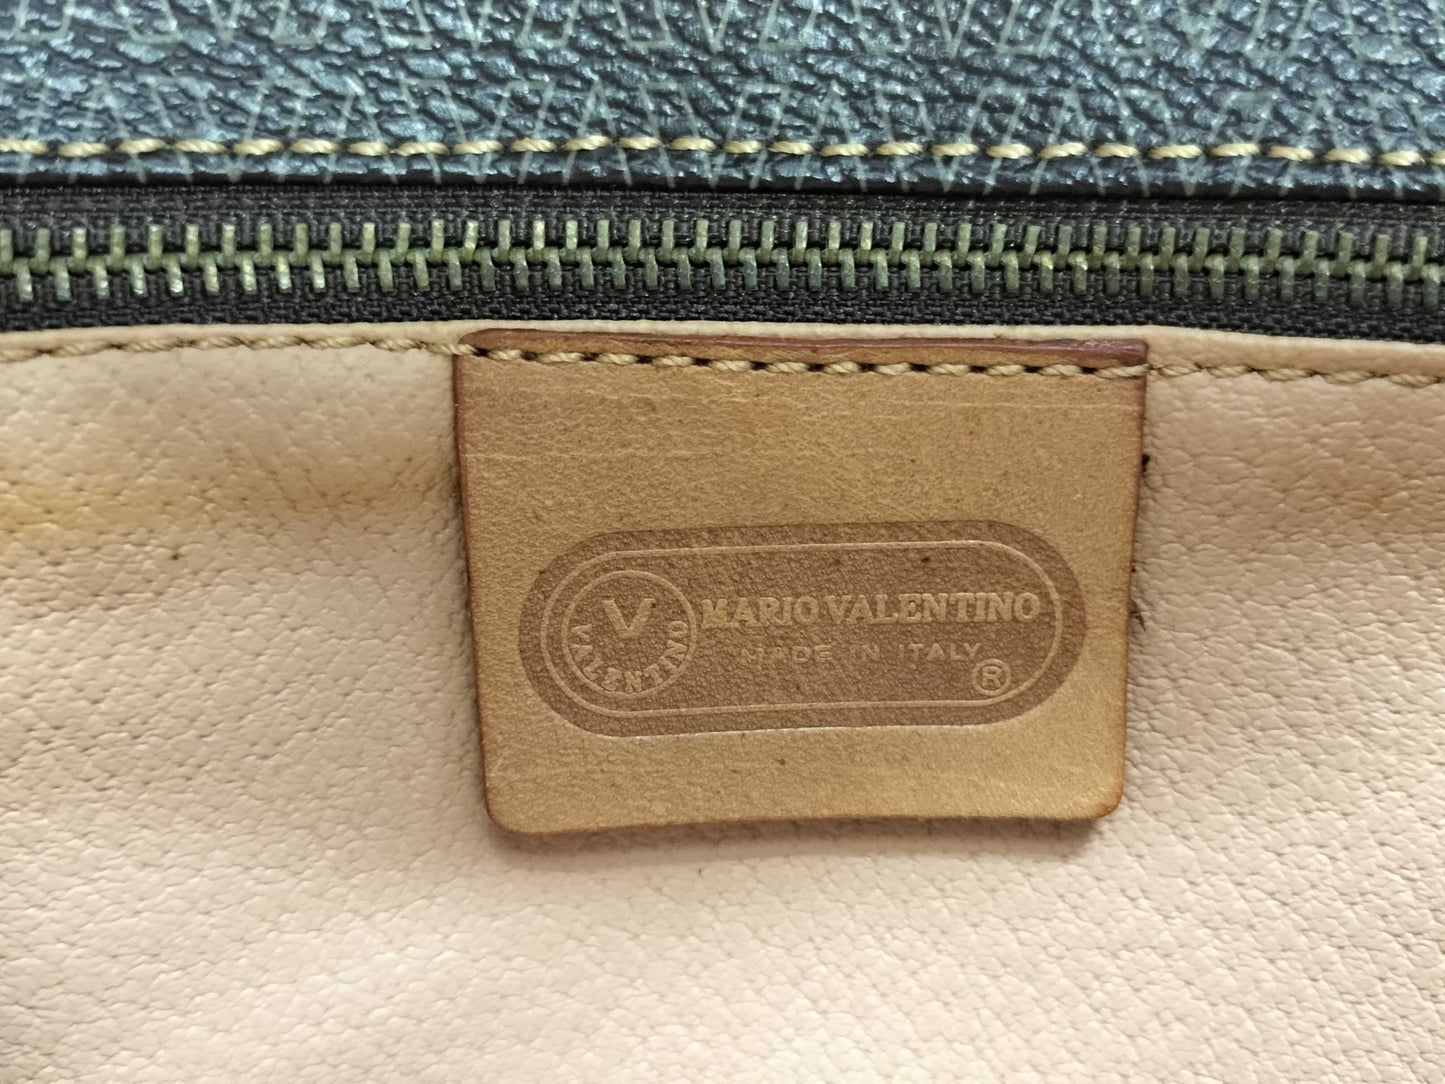 V
VALENTINO
MARIO VALENTINO
MADE IN ITALY
®